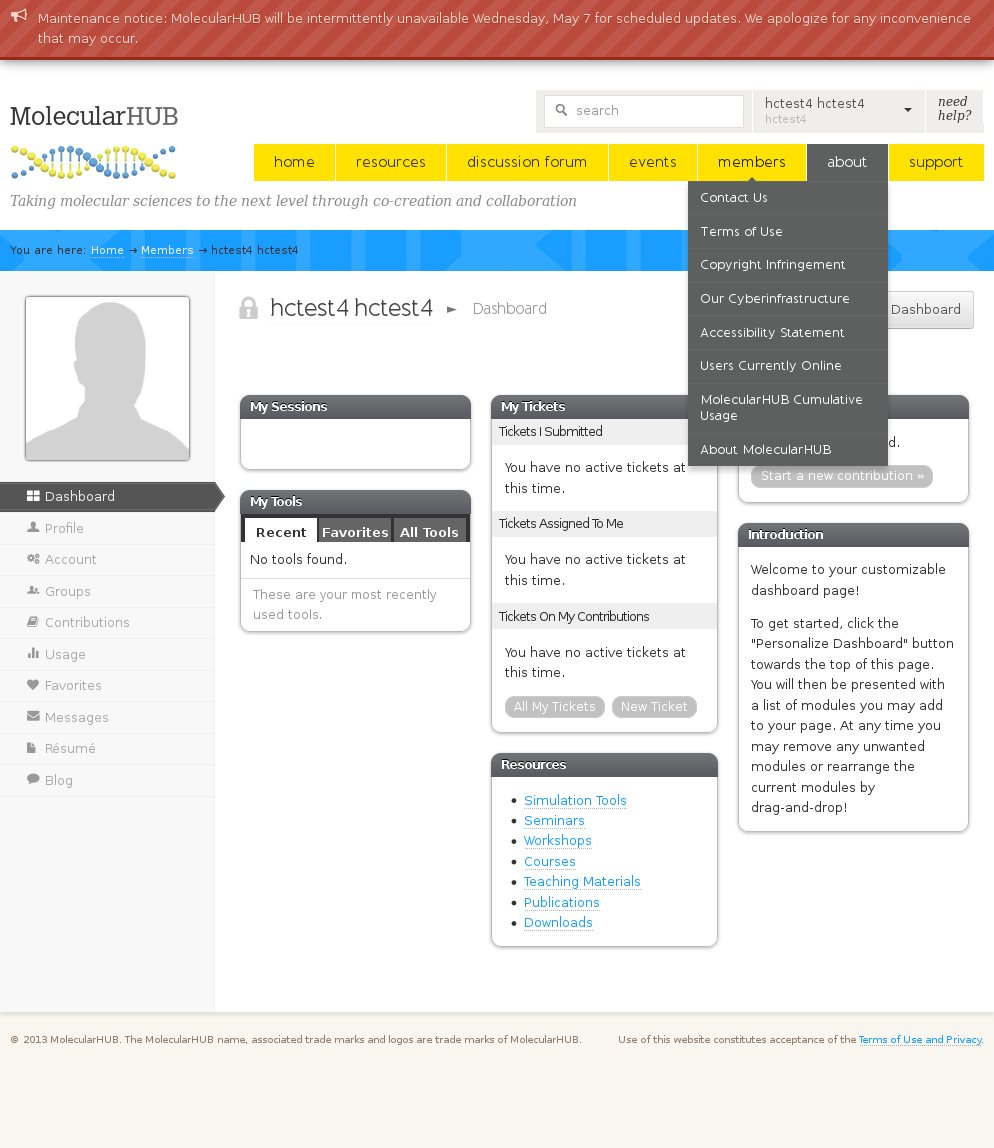 Maintenance notice: MolecularHUB will be intermittently unavailable Wednesday, May 7 for scheduled updates. We apologize for any inconvenience
that may occur.
MolecularHUB
search
hctest4 hctest4
hctest4
need
help?
home
resources
discussion forum
events
members
about
support
Taking molecular sciences to the next level through co-creation and collaboration
Contact Us
Terms of Use
Copyright Infringement
Our Cyberinfrastructure
Accessibility Statement
Users Currently Online
MolecularHUB Cumulative
Usage
About MolecularHUB
You are here: Home → Members → hctest4 hctest4
hctest4 hctest4 ► Dashboard
Dashboard
Dashboard
Profile
Account
Groups
Contributions
Usage
Favorites
Messages
Résumé
Blog
My Sessions
My Tools
Recent
Favorites
All Tools
No tools found.
These are your most recently
used tools.
My Tickets
Tickets I Submitted
You have no active tickets at
this time.
Tickets Assigned To Me
You have no active tickets at
this time.
Tickets On My Contributions
You have no active tickets at
this time.
All My Tickets
New Ticket
Resources
• Simulation Tools
• Seminars
• Workshops
• Courses
• Teaching Materials
• Publications
• Downloads
d.
Start a new contribution »
Introduction
Welcome to your customizable
dashboard page!
To get started, click the
"Personalize Dashboard" button
towards the top of this page.
You will then be presented with
a list of modules you may add
to your page. At any time you
may remove any unwanted
modules or rearrange the
current modules by
drag-and-drop!
© 2013 MolecularHUB. The MolecularHUB name, associated trade marks and logos are trade marks of MolecularHUB.
Use of this website constitutes acceptance of the Terms of Use and Privacy.